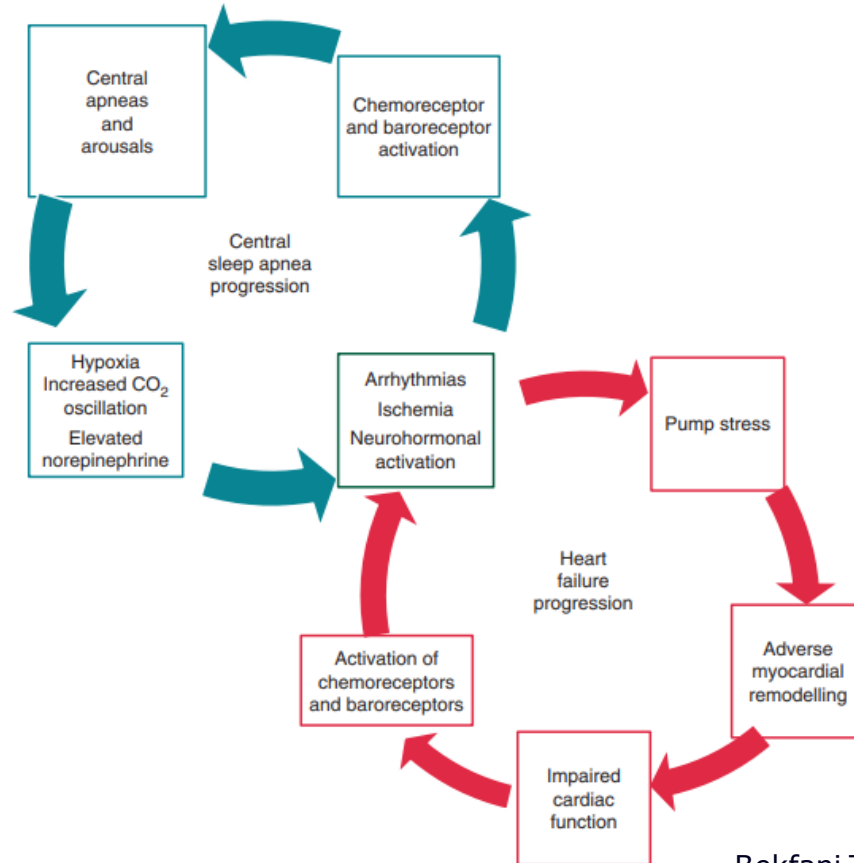 Central
apneas
and
arousals
Chemoreceptor
and baroreceptor
activation
Central
sleep apnea
progression
Hypoxia
Increased CO₂
oscillation
Elevated
norepinephrine
Arrhythmias
Ischemia
Neurohormonal
activation
Pump stress
Heart
failure
progression
Adverse
myocardial
remodelling
Activation of
chemoreceptors
and baroreceptors
Impaired
cardiac
function